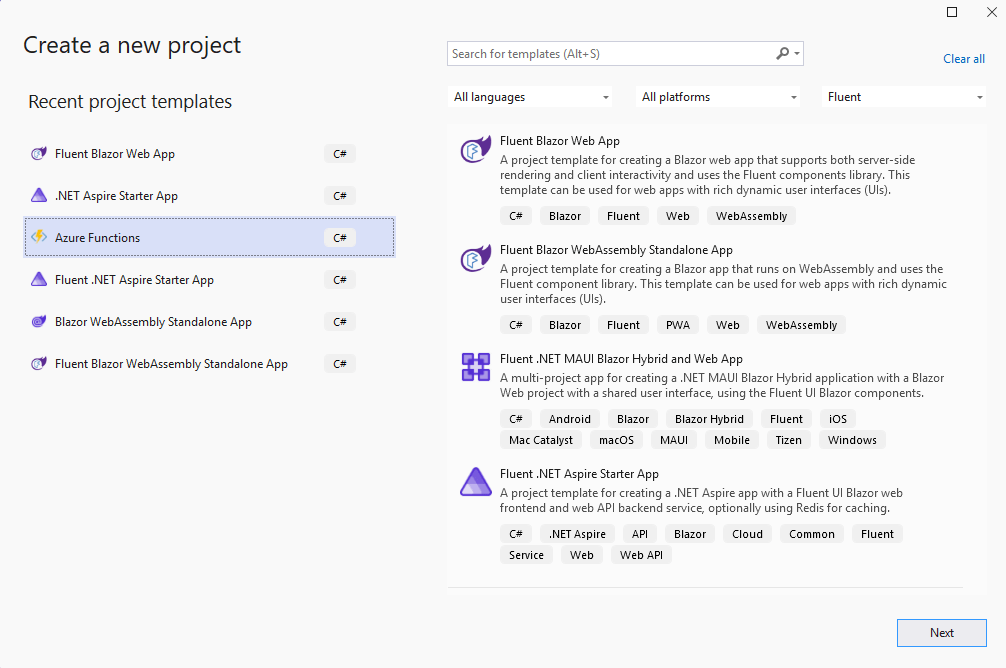 Create a new project
Search for templates (Alt+S)
Clear all
Recent project templates
All languages
All platforms
Fluent
Fluent Blazor Web App C#
.NET Aspire Starter App C#
Azure Functions C#
Fluent .NET Aspire Starter App C#
Blazor WebAssembly Standalone App C#
Fluent Blazor WebAssembly Standalone App C#
Fluent Blazor Web App
A project template for creating a Blazor web app that supports both server-side
rendering and client interactivity and uses the Fluent components library. This
template can be used for web apps with rich dynamic user interfaces (UIs).
C# Blazor Fluent Web WebAssembly
Fluent Blazor WebAssembly Standalone App
A project template for creating a Blazor app that runs on WebAssembly and uses the
Fluent component library. This template can be used for web apps with rich dynamic
user interfaces (UIs).
C# Blazor Fluent PWA Web WebAssembly
Fluent .NET MAUI Blazor Hybrid and Web App
A multi-project app for creating a .NET MAUI Blazor Hybrid application with a Blazor
Web project with a shared user interface, using the Fluent UI Blazor components.
C# Android Blazor Blazor Hybrid Fluent iOS
Mac Catalyst macOS MAUI Mobile Tizen Windows
Fluent .NET Aspire Starter App
A project template for creating a .NET Aspire app with a Fluent UI Blazor web
frontend and web API backend service, optionally using Redis for caching.
C# .NET Aspire API Blazor Cloud Common Fluent
Service Web Web API
Next